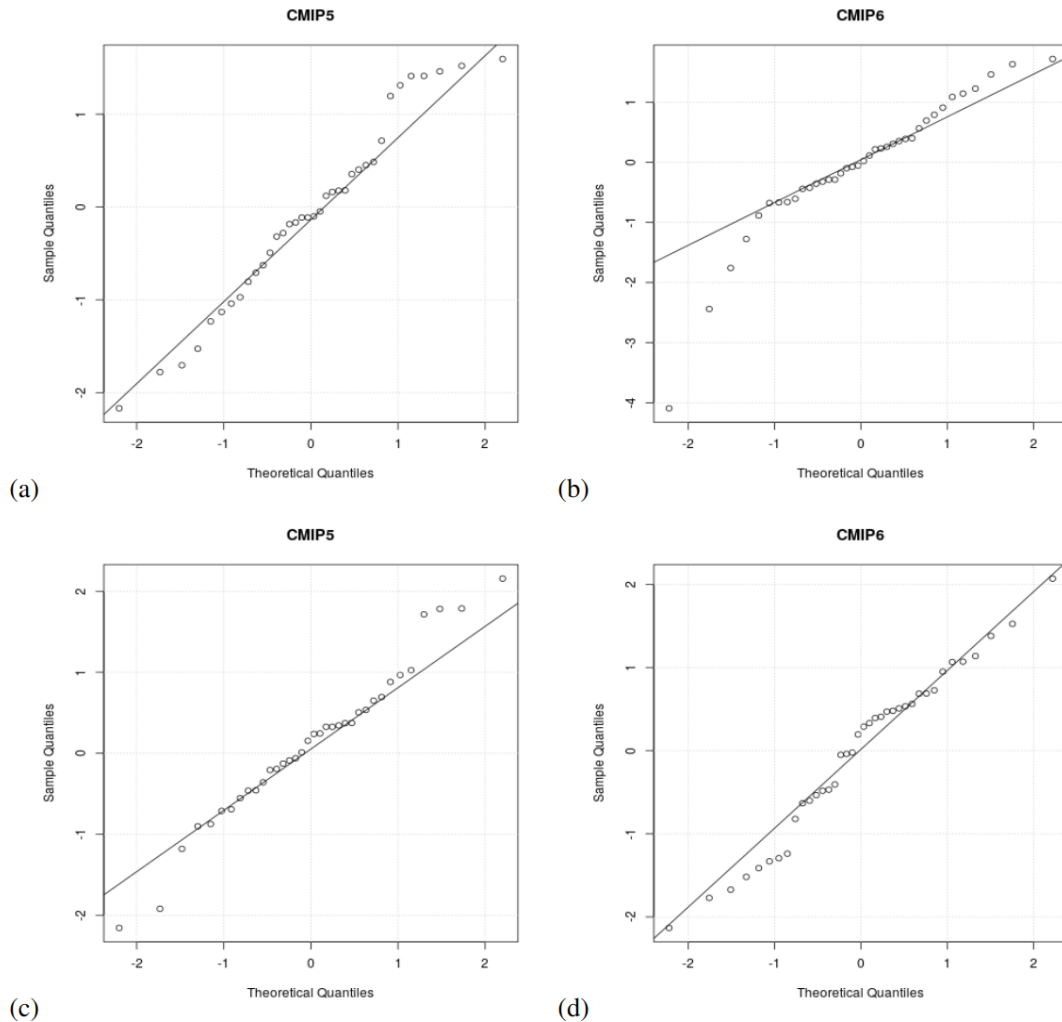 CMIP5
CMIP6
1
0
-1
-2
Sample Quantiles
-2 -1 0 1 2
Theoretical Quantiles
(a)
1
0
-1
-2
-3
-4
Sample Quantiles
-2 -1 0 1 2
Theoretical Quantiles
(b)
CMIP5
CMIP6
2
1
0
-1
-2
Sample Quantiles
-2 -1 0 1 2
Theoretical Quantiles
(c)
2
1
0
-1
-2
Sample Quantiles
-2 -1 0 1 2
Theoretical Quantiles
(d)